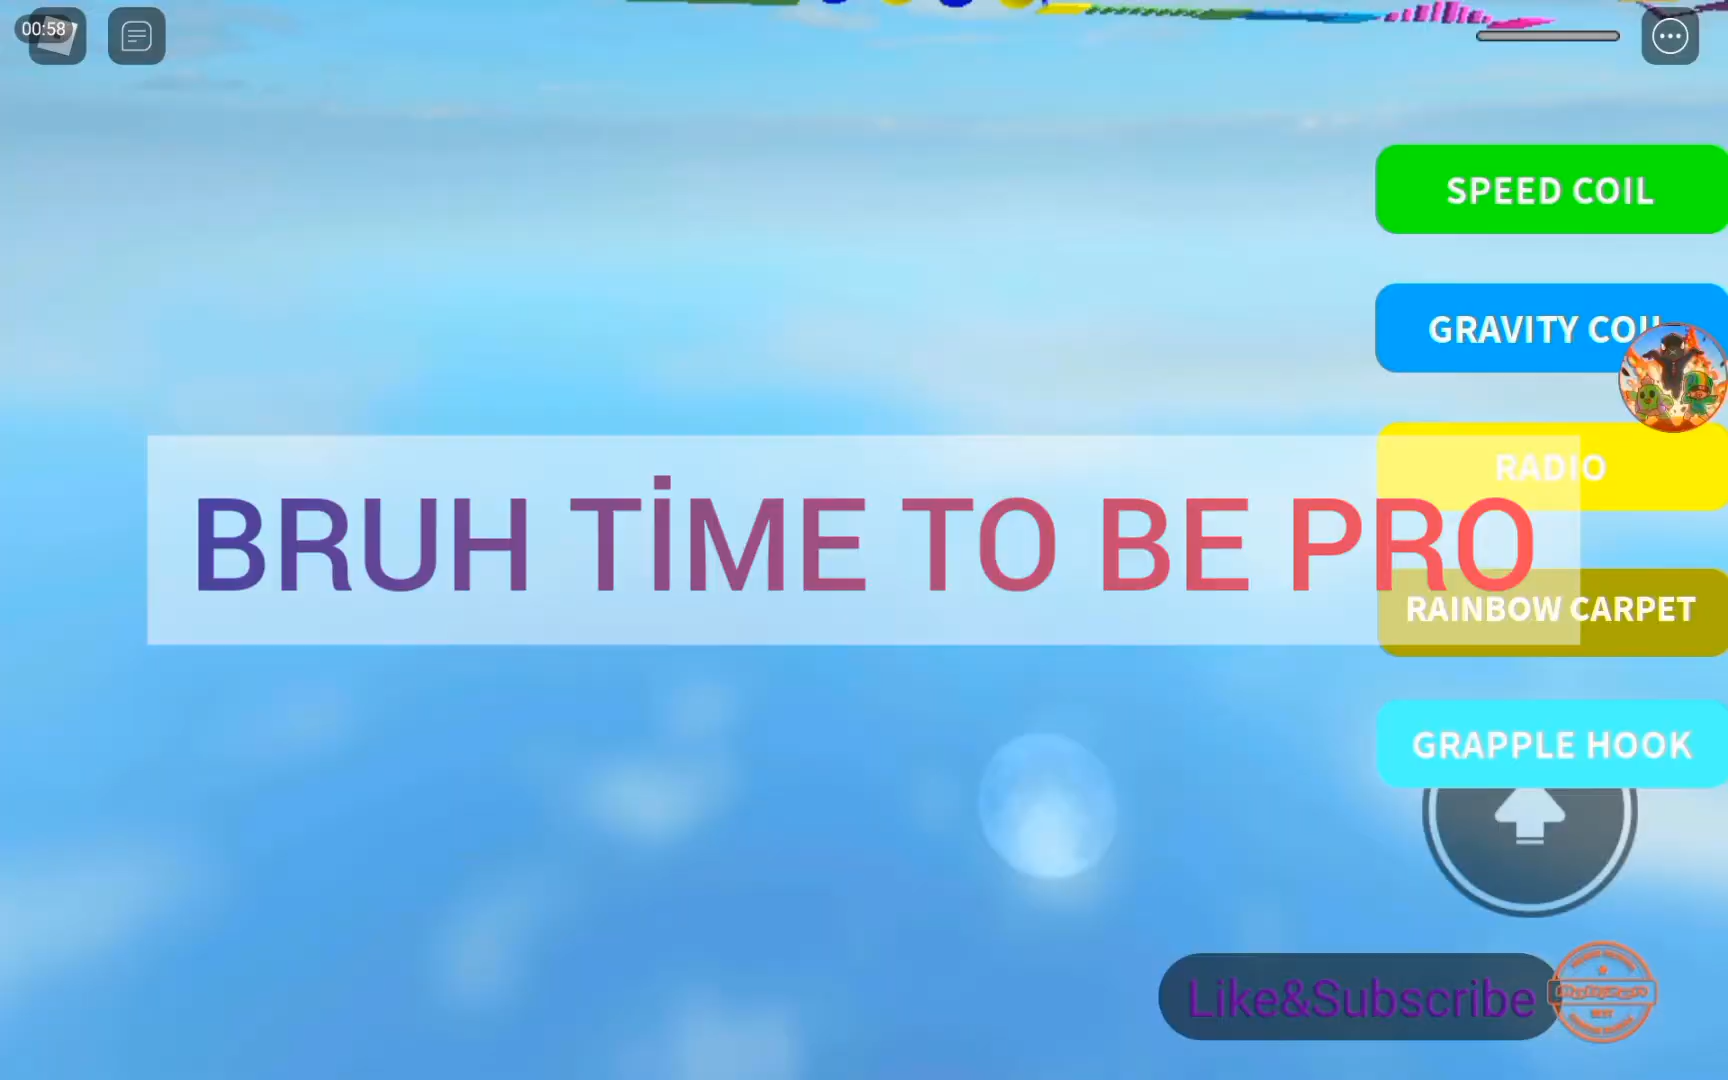 00:58
SPEED COIL
GRAVITY COIL
RADIO
BRUH TİME TO BE PRO
RAINBOW CARPET
GRAPPLE HOOK
Like&Subscribe